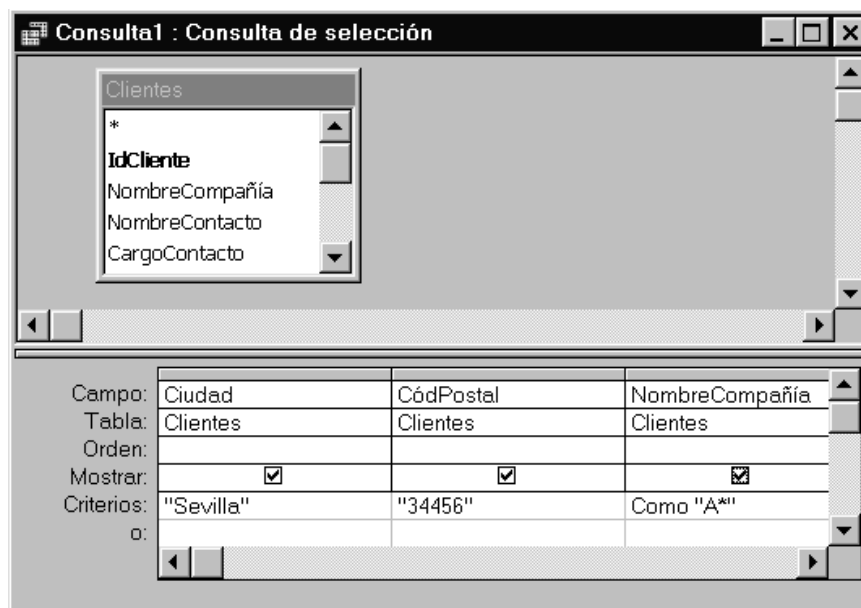 Consulta1 : Consulta de selección
Clientes
*
IdCliente
NombreCompañía
NombreContacto
CargoContacto
Campo: Ciudad CódPostal NombreCompañía
Tabla: Clientes Clientes Clientes
Orden:
Mostrar:
Criterios: "Sevilla" "34456" Como "A*"
o: